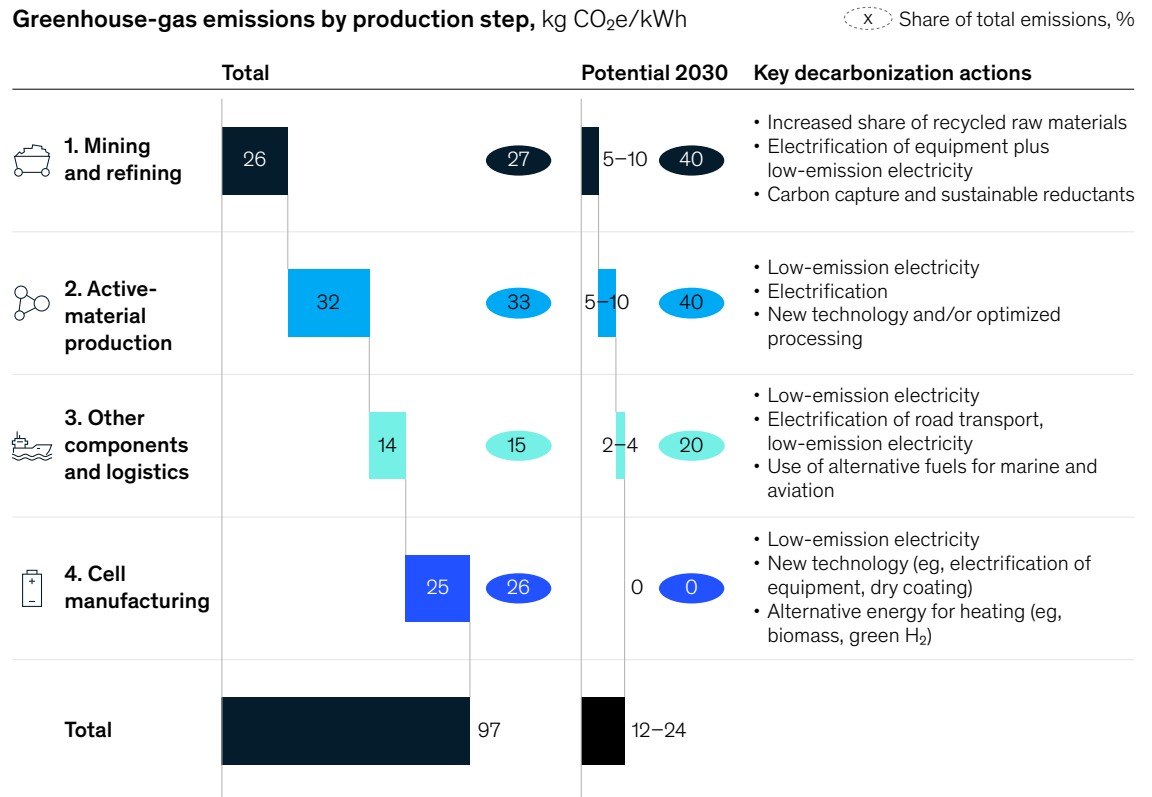 Greenhouse-gas emissions by production step, kg CO₂e/kWh
x Share of total emissions, %
Total
Potential 2030
Key decarbonization actions
1. Mining
and refining
26
27
5–10
40
• Increased share of recycled raw materials
• Electrification of equipment plus
low-emission electricity
• Carbon capture and sustainable reductants
2. Active-
material
production
32
33
5–10
40
• Low-emission electricity
• Electrification
• New technology and/or optimized
processing
3. Other
components
and logistics
14
15
2–4
20
• Low-emission electricity
• Electrification of road transport,
low-emission electricity
• Use of alternative fuels for marine and
aviation
4. Cell
manufacturing
25
26
0
0
• Low-emission electricity
• New technology (eg, electrification of
equipment, dry coating)
• Alternative energy for heating (eg,
biomass, green H₂)
Total
97
12–24